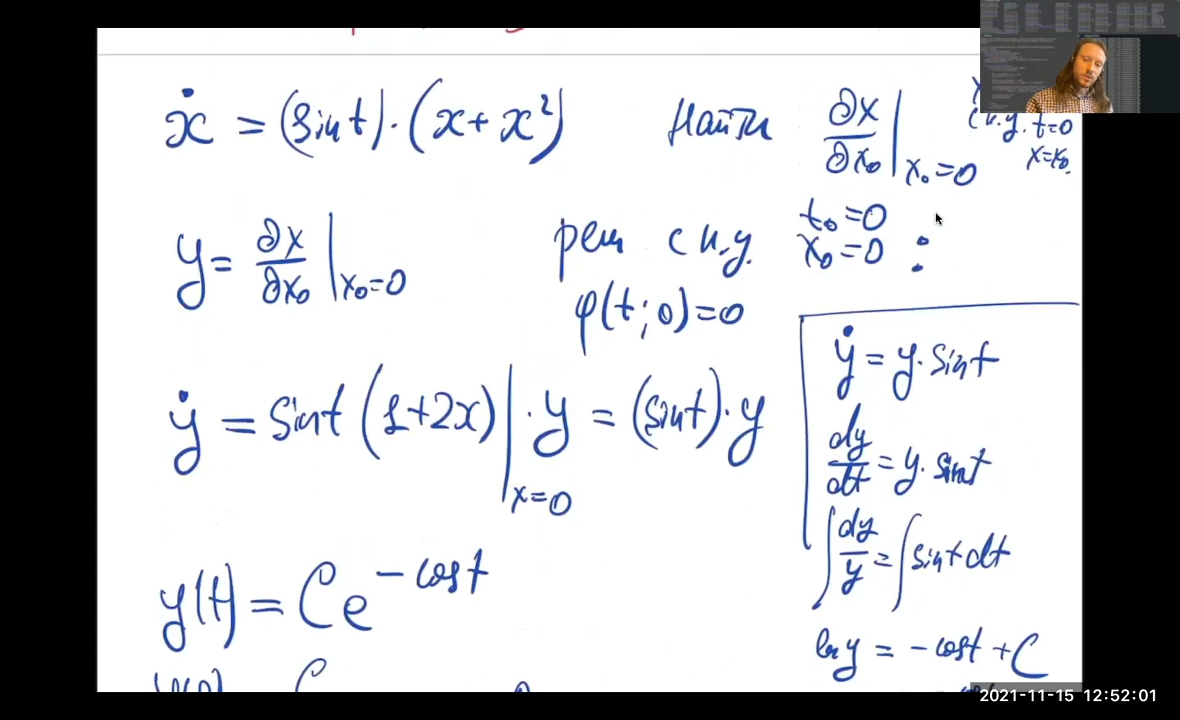 ẋ = (sin t)·(x + x²) Найти ∂x/∂x₀ |x₀=0
с н.у. t=0
x=x₀.
y = ∂x/∂x₀ |x₀=0 реш с н.у. t₀=0 x₀=0 :
φ(t; 0)=0
ẏ = sin t (1+2x)|x=0 · y = (sin t)·y
y(t) = Ce^(-cos t)
ẏ = y·sin t
dy/dt = y·sin t
∫dy/y = ∫sin t dt
ln y = -cos t + C
2021-11-15 12:52:01